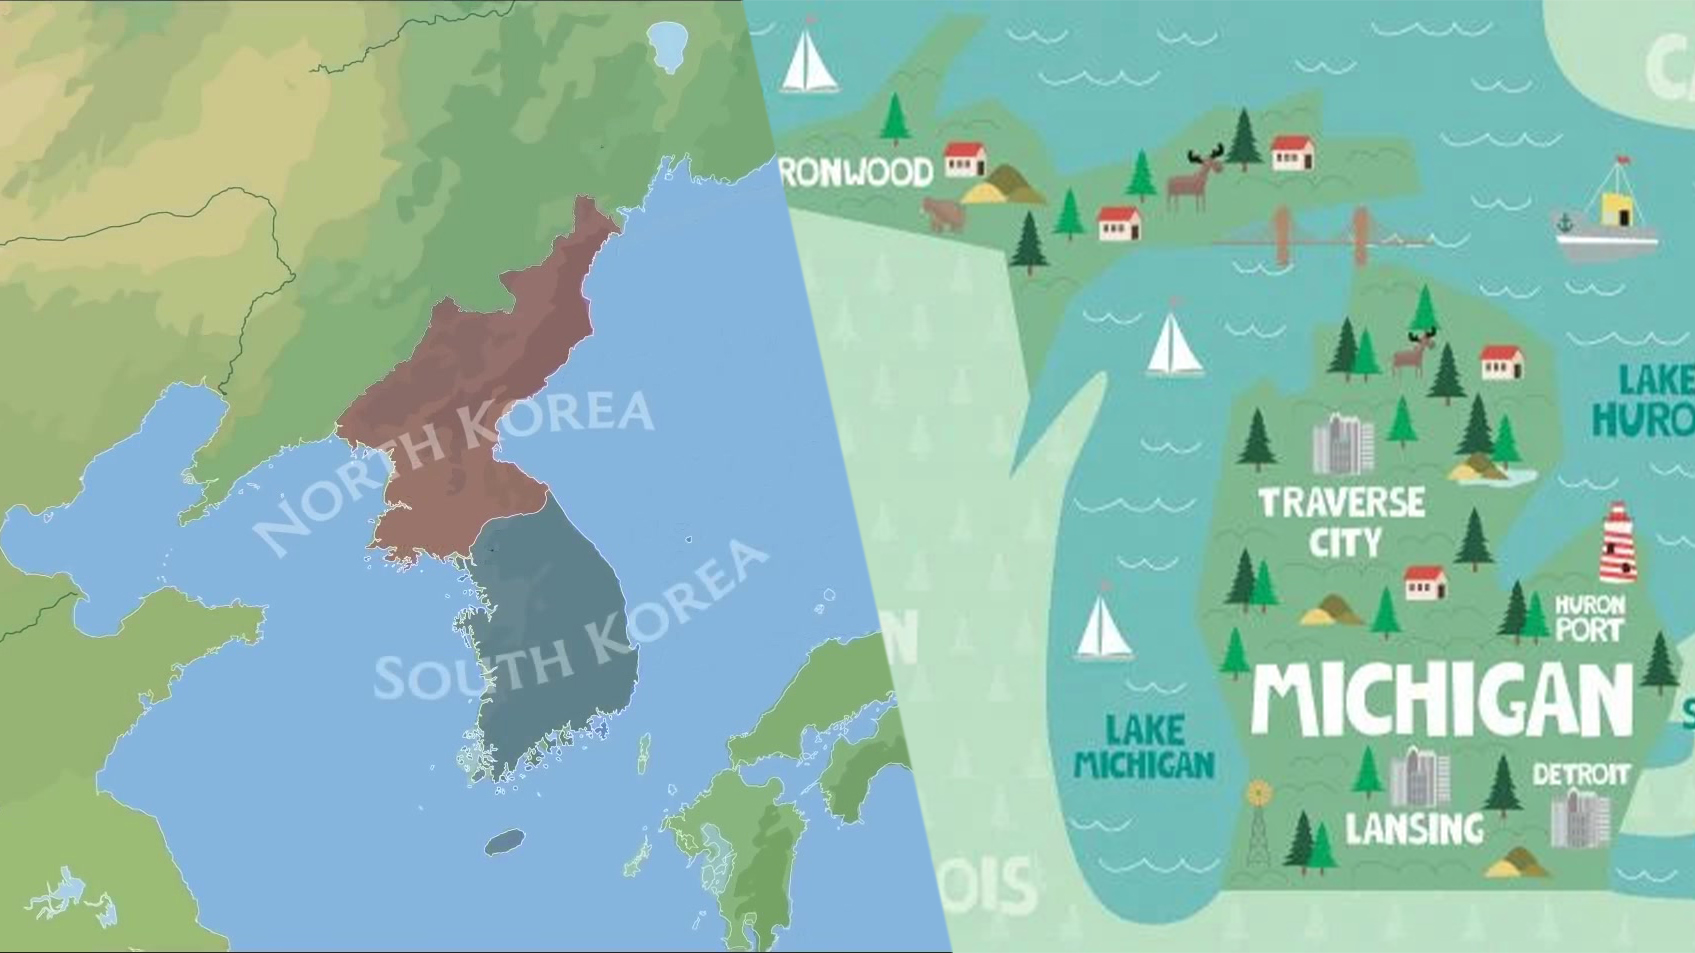 NORTH KOREA
SOUTH KOREA
CA
RONWOOD
LAKE
HURO
TRAVERSE
CITY
HURON
PORT
N
MICHIGAN
S
LAKE
MICHIGAN
DETROIT
LANSING
OIS